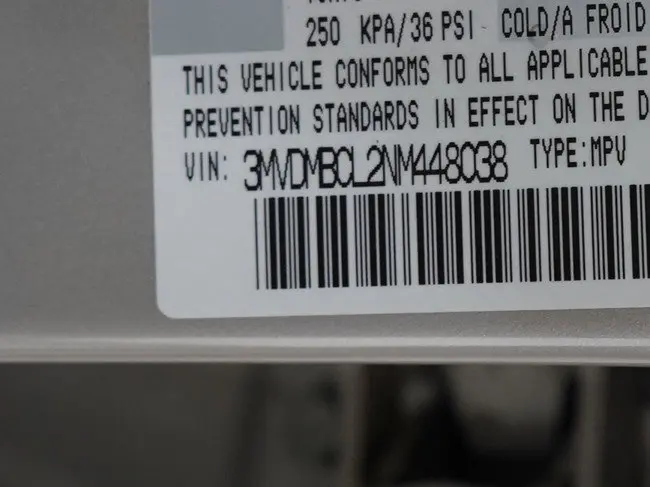 250 KPA/36 PSI COLD/A FROID
THIS VEHICLE CONFORMS TO ALL APPLICABLE
PREVENTION STANDARDS IN EFFECT ON THE D
VIN: 3MVDMBCL2NM448038 TYPE:MPV